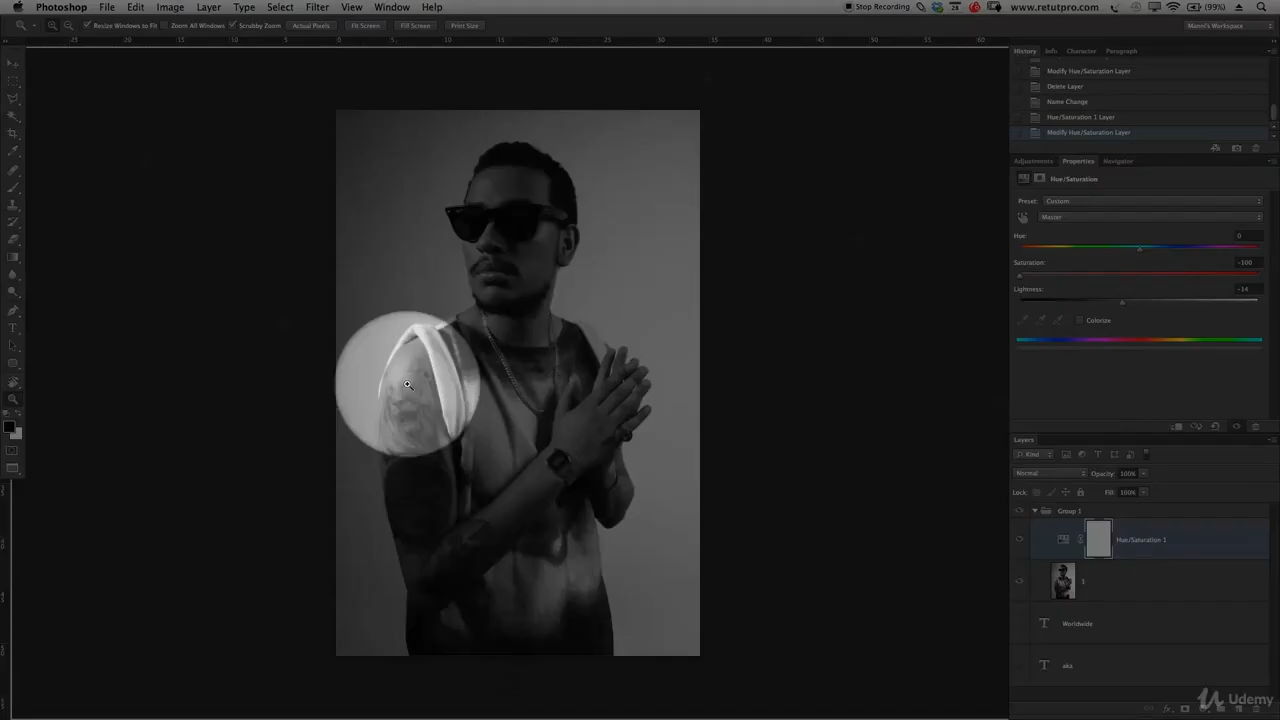 Photoshop File Edit Image Layer Type Select Filter View Window Help Stop Recording 28 www.retutpro.com (99%)
Resize Windows to Fit Zoom All Windows Scrubby Zoom Actual Pixels Fit Screen Fill Screen Print Size Manni's Workspace
History Info Character Paragraph
Modify Hue/Saturation Layer
Delete Layer
Name Change
Hue/Saturation 1 Layer
Modify Hue/Saturation Layer
Adjustments Properties Navigator
Hue/Saturation
Preset: Custom
Master
Hue: 0
Saturation: -100
Lightness: -14
Colorize
Layers
Kind
Normal Opacity: 100%
Lock: Fill: 100%
Group 1
Hue/Saturation 1
1
T Worldwide
T aka
Udemy